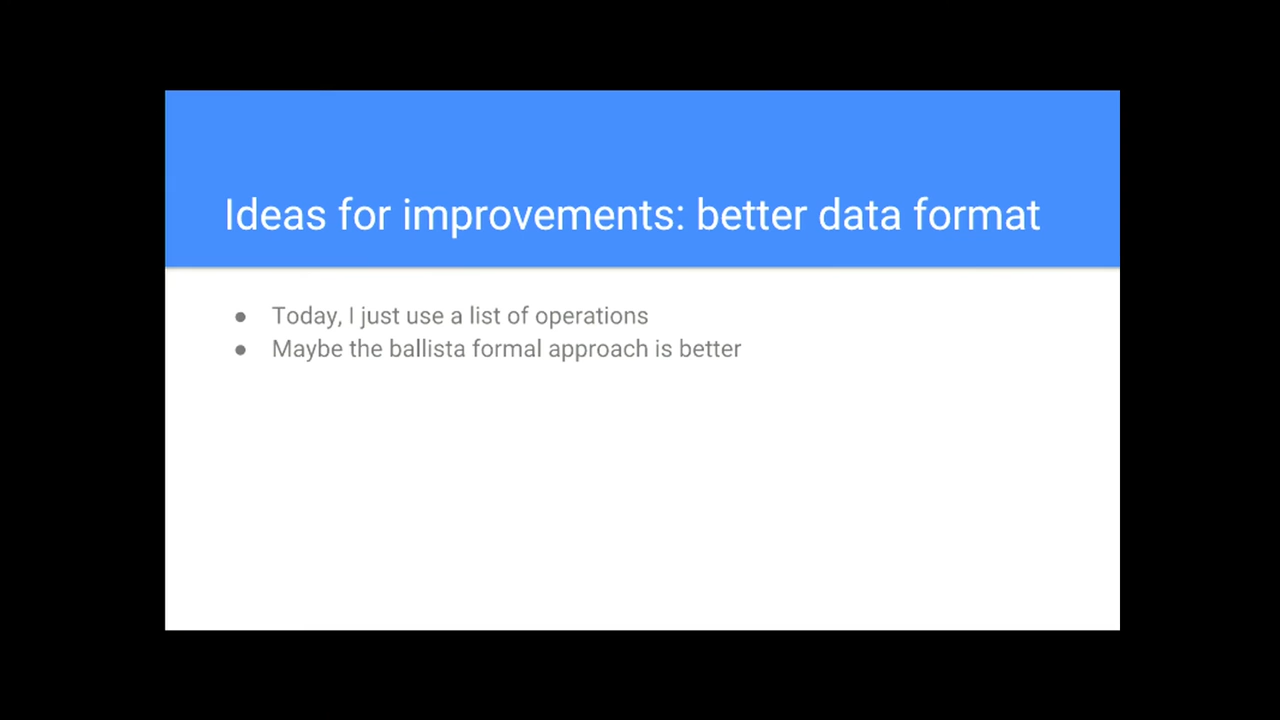 Ideas for improvements: better data format
● Today, I just use a list of operations
● Maybe the ballista formal approach is better